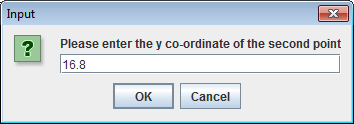 Input
Please enter the y co-ordinate of the second point
?
16.8
OK Cancel